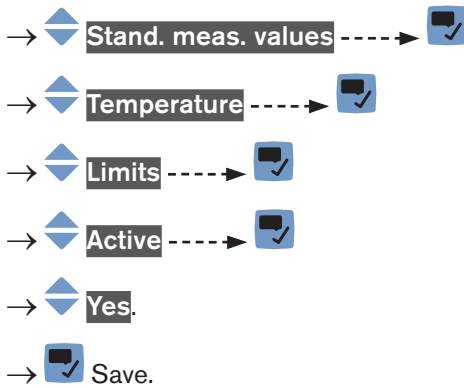 → Stand. meas. values
→ Temperature
→ Limits
→ Active
→ Yes.
→ Save.